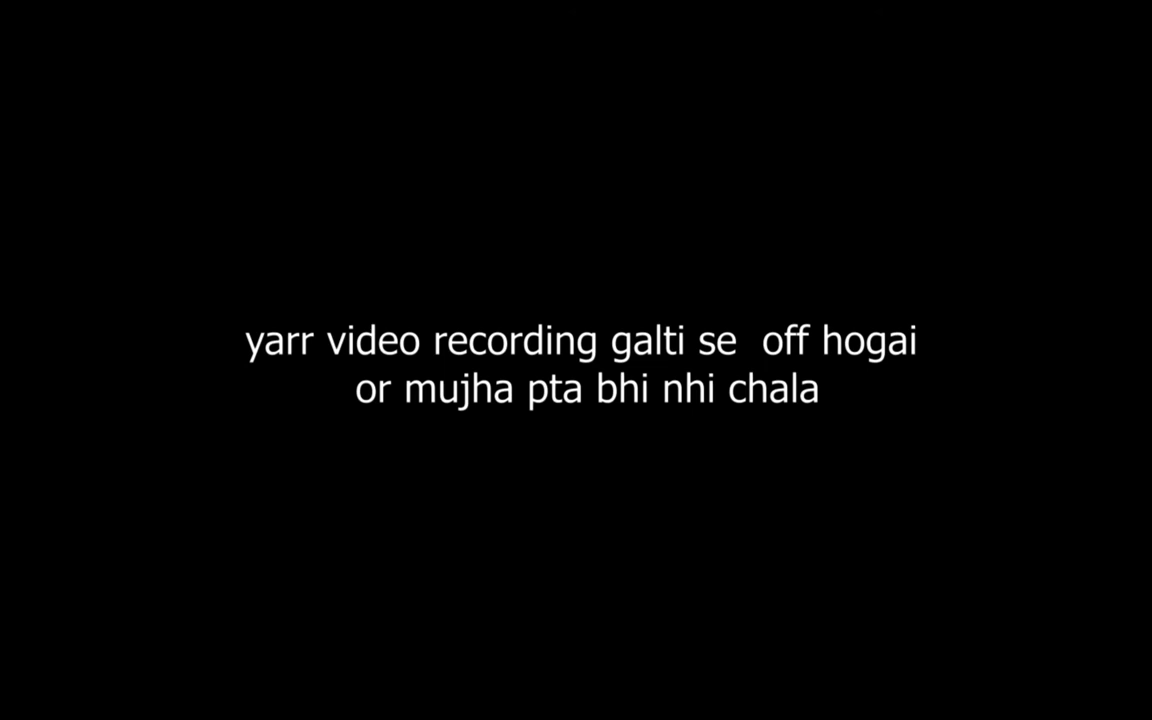 yarr video recording galti se  off hogai
or mujha pta bhi nhi chala